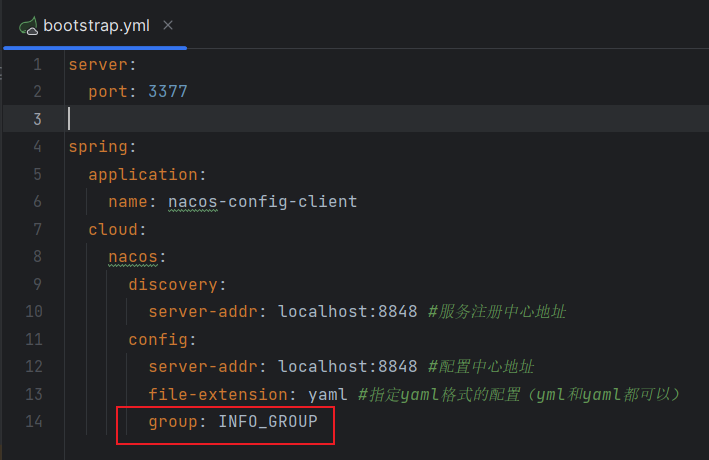 bootstrap.yml
1 server:
2 port: 3377
3
4 spring:
5 application:
6 name: nacos-config-client
7 cloud:
8 nacos:
9 discovery:
10 server-addr: localhost:8848 #服务注册中心地址
11 config:
12 server-addr: localhost:8848 #配置中心地址
13 file-extension: yaml #指定yaml格式的配置（yml和yaml都可以）
14 group: INFO_GROUP